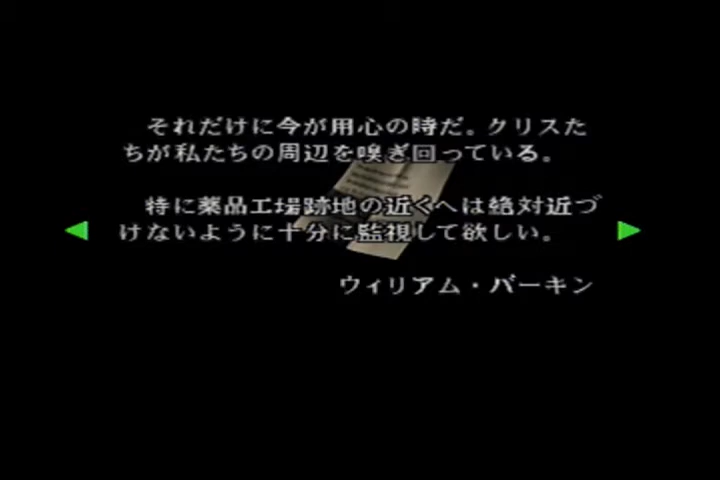 それだけに今が用心の時だ。クリスた
ちが私たちの周辺を嗅ぎ回っている。
特に薬品工場跡地の近くへは絶対近づ
けないように十分に監視して欲しい。
ウィリアム・バーキン